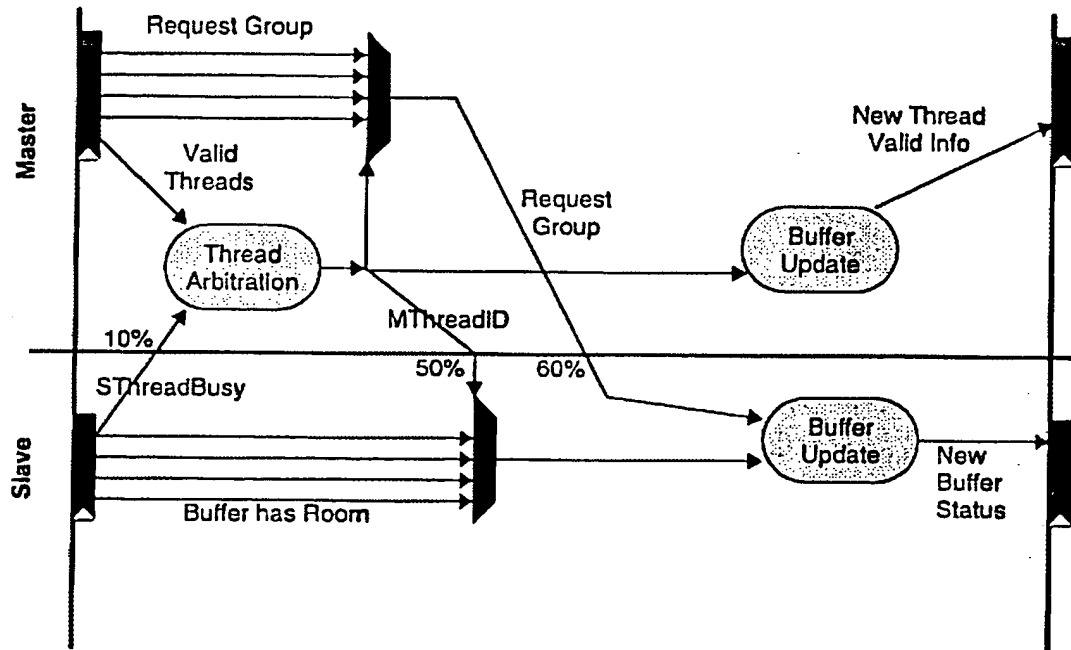 Request Group
Master
Valid
Threads
New Thread
Valid Info
Request
Group
Thread
Arbitration
Buffer
Update
MThreadID
10%
50%
60%
SThreadBusy
Slave
Buffer
Update
Buffer has Room
New
Buffer
Status